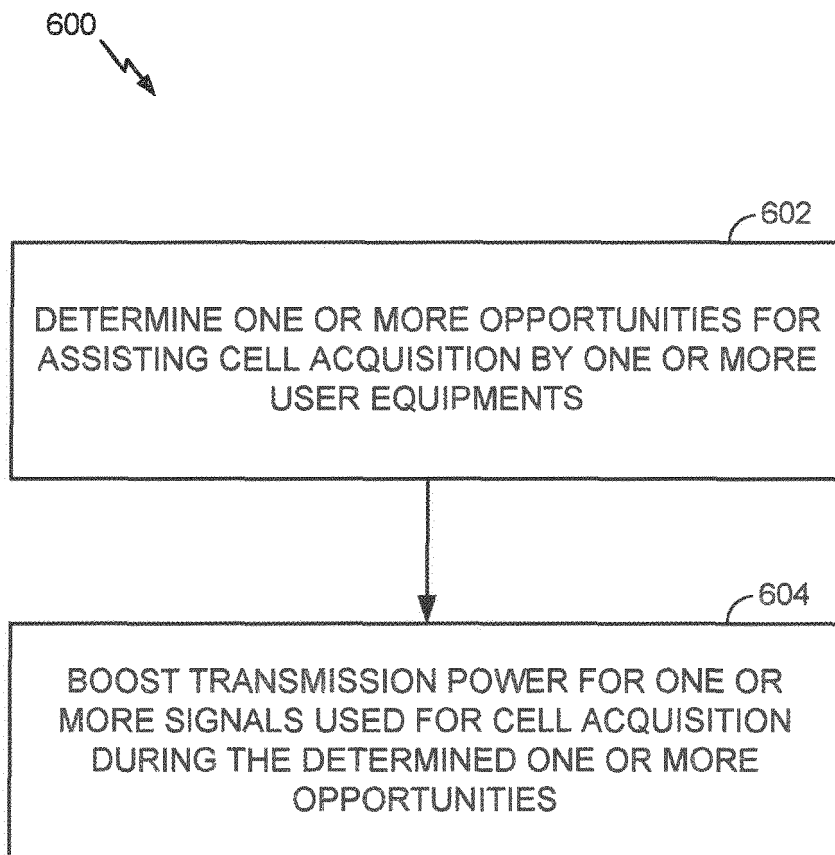 600
602
DETERMINE ONE OR MORE OPPORTUNITIES FOR
ASSISTING CELL ACQUISITION BY ONE OR MORE
USER EQUIPMENTS
604
BOOST TRANSMISSION POWER FOR ONE OR
MORE SIGNALS USED FOR CELL ACQUISITION
DURING THE DETERMINED ONE OR MORE
OPPORTUNITIES